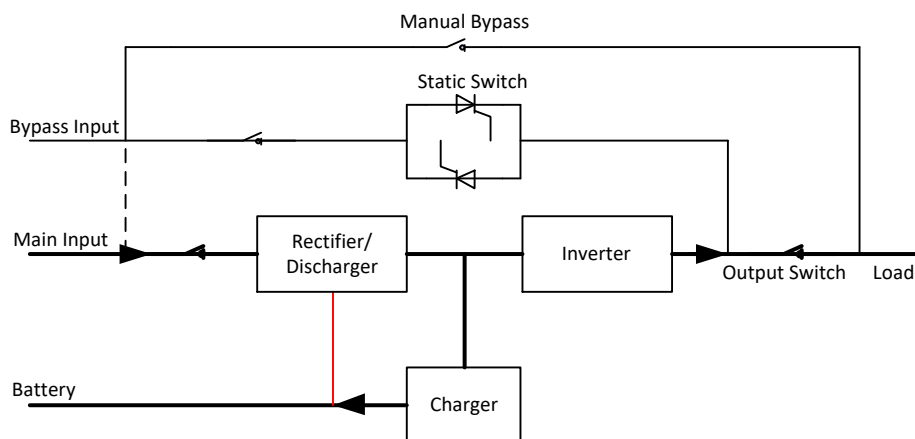 Manual Bypass
Static Switch
Bypass Input
Main Input
Rectifier/
Discharger
Inverter
Output Switch
Load
Battery
Charger